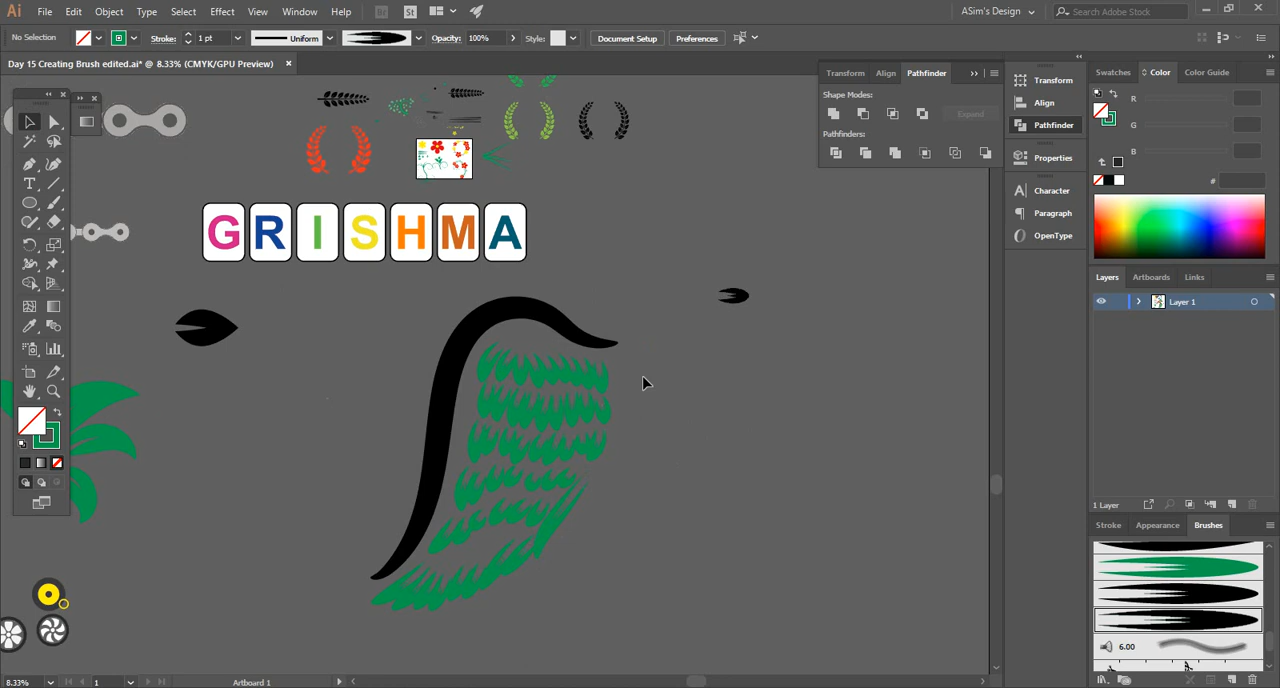 Ai File Edit Object Type Select Effect View Window Help Br St ASim's Design Search Adobe Stock
No Selection Stroke: 1 pt Uniform Opacity: 100% Style: Document Setup Preferences
Day 15 Creating Brush edited.ai* @ 8.33% (CMYK/GPU Preview)
Transform Align Pathfinder
Shape Modes:
Expand
Pathfinders:
Transform
Align
Pathfinder
Properties
Character
Paragraph
OpenType
Swatches Color Color Guide
R
G
B
#
GRISHMA
Layers Artboards Links
Layer 1
1 Layer
Stroke Appearance Brushes
6.00
8.33% 1 Artboard 1